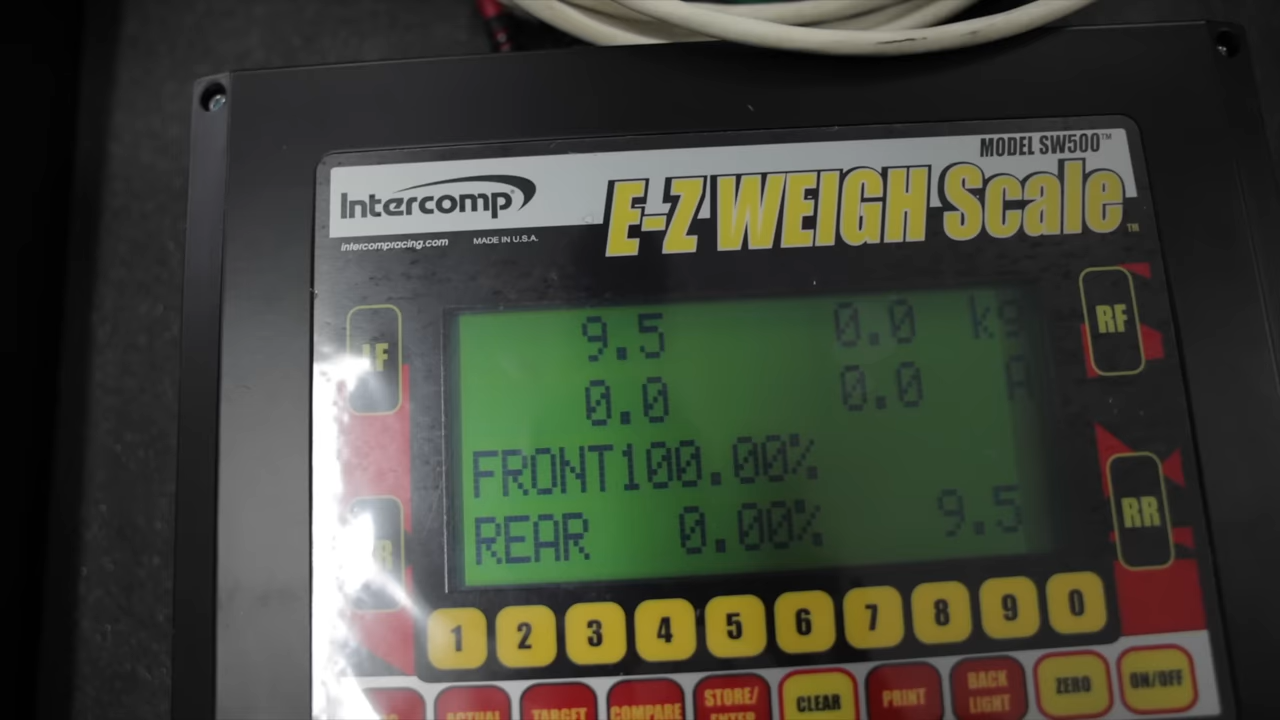 MODEL SW500™
Intercomp®
E-Z WEIGH Scale™
intercompracing.com MADE IN U.S.A.
LF 9.5 0.0 kg RF
0.0 0.0 A
FRONT100.00%
REAR 0.00% 9.5 RR
1 2 3 4 5 6 7 8 9 0
ACTUAL TARGET COMPARE STORE/ ENTER CLEAR PRINT BACK LIGHT ZERO ON/OFF